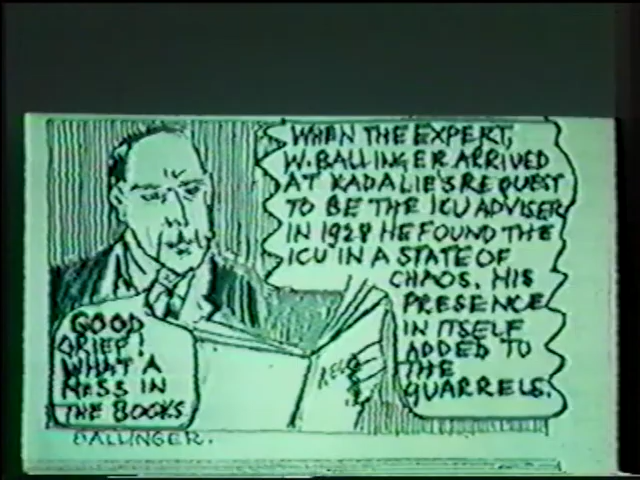 WHEN THE EXPERT,
W. BALLINGER ARRIVED
AT KADALIE'S REQUEST
TO BE THE ICU ADVISER
IN 1928 HE FOUND THE
ICU IN A STATE OF
CHAOS. HIS
PRESENCE
IN ITSELF
ADDED TO
THE
QUARRELS.
GOOD
GRIEF!
WHAT A
MESS IN
THE BOOKS
BALLINGER.